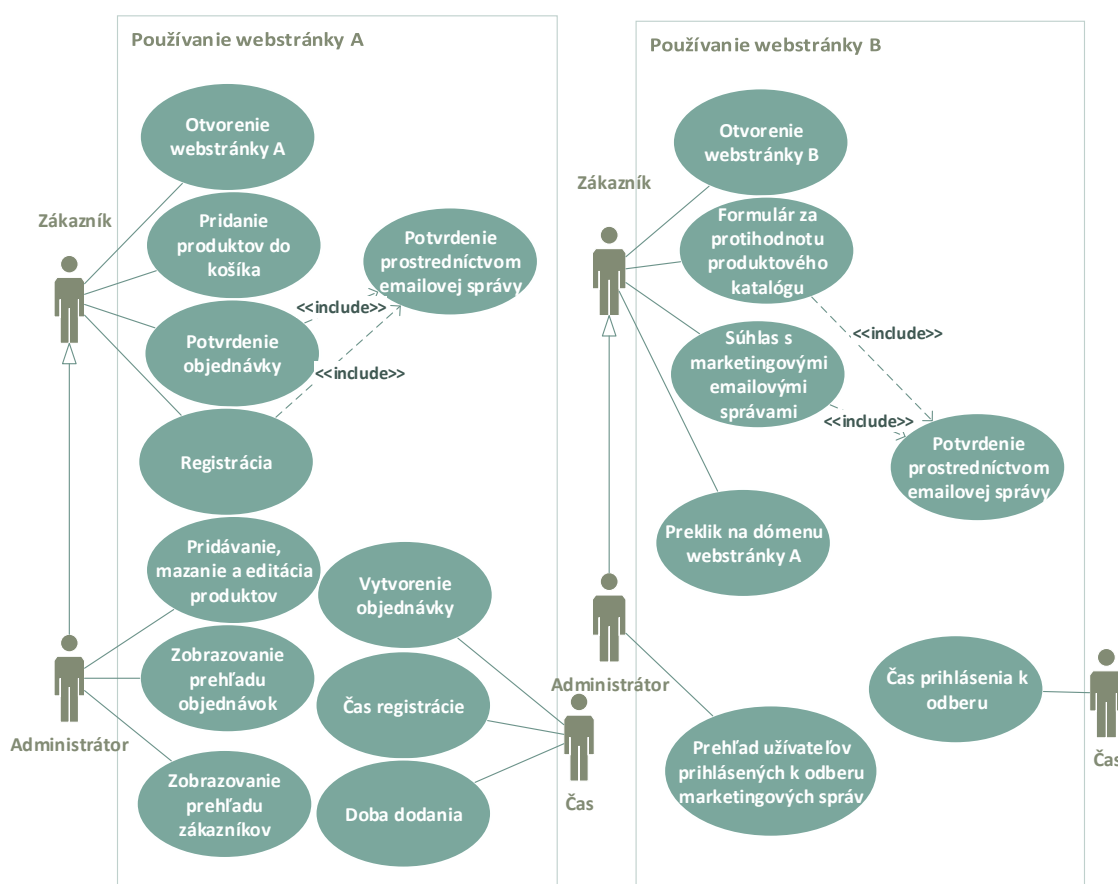 Používanie webstránky A
Otvorenie
webstránky A
Zákazník
Pridanie
produktov do
košíka
Potvrdenie
prostredníctvom
emailovej správy
<<include>>
Potvrdenie
objednávky
<<include>>
Registrácia
Pridávanie,
mazanie a editácia
produktov
Vytvorenie
objednávky
Zobrazovanie
prehľadu
objednávok
Čas registrácie
Administrátor
Zobrazovanie
prehľadu
zákazníkov
Doba dodania
Čas
Používanie webstránky B
Otvorenie
webstránky B
Zákazník
Formulár za
protihodnotu
produktového
katalógu
<<include>>
Súhlas s
marketingovými
emailovými
správami
<<include>>
Potvrdenie
prostredníctvom
emailovej správy
Preklik na dómenu
webstránky A
Administrátor
Čas prihlásenia k
odberu
Prehľad užívateľov
prihlásených k odberu
marketingových správ
Čas